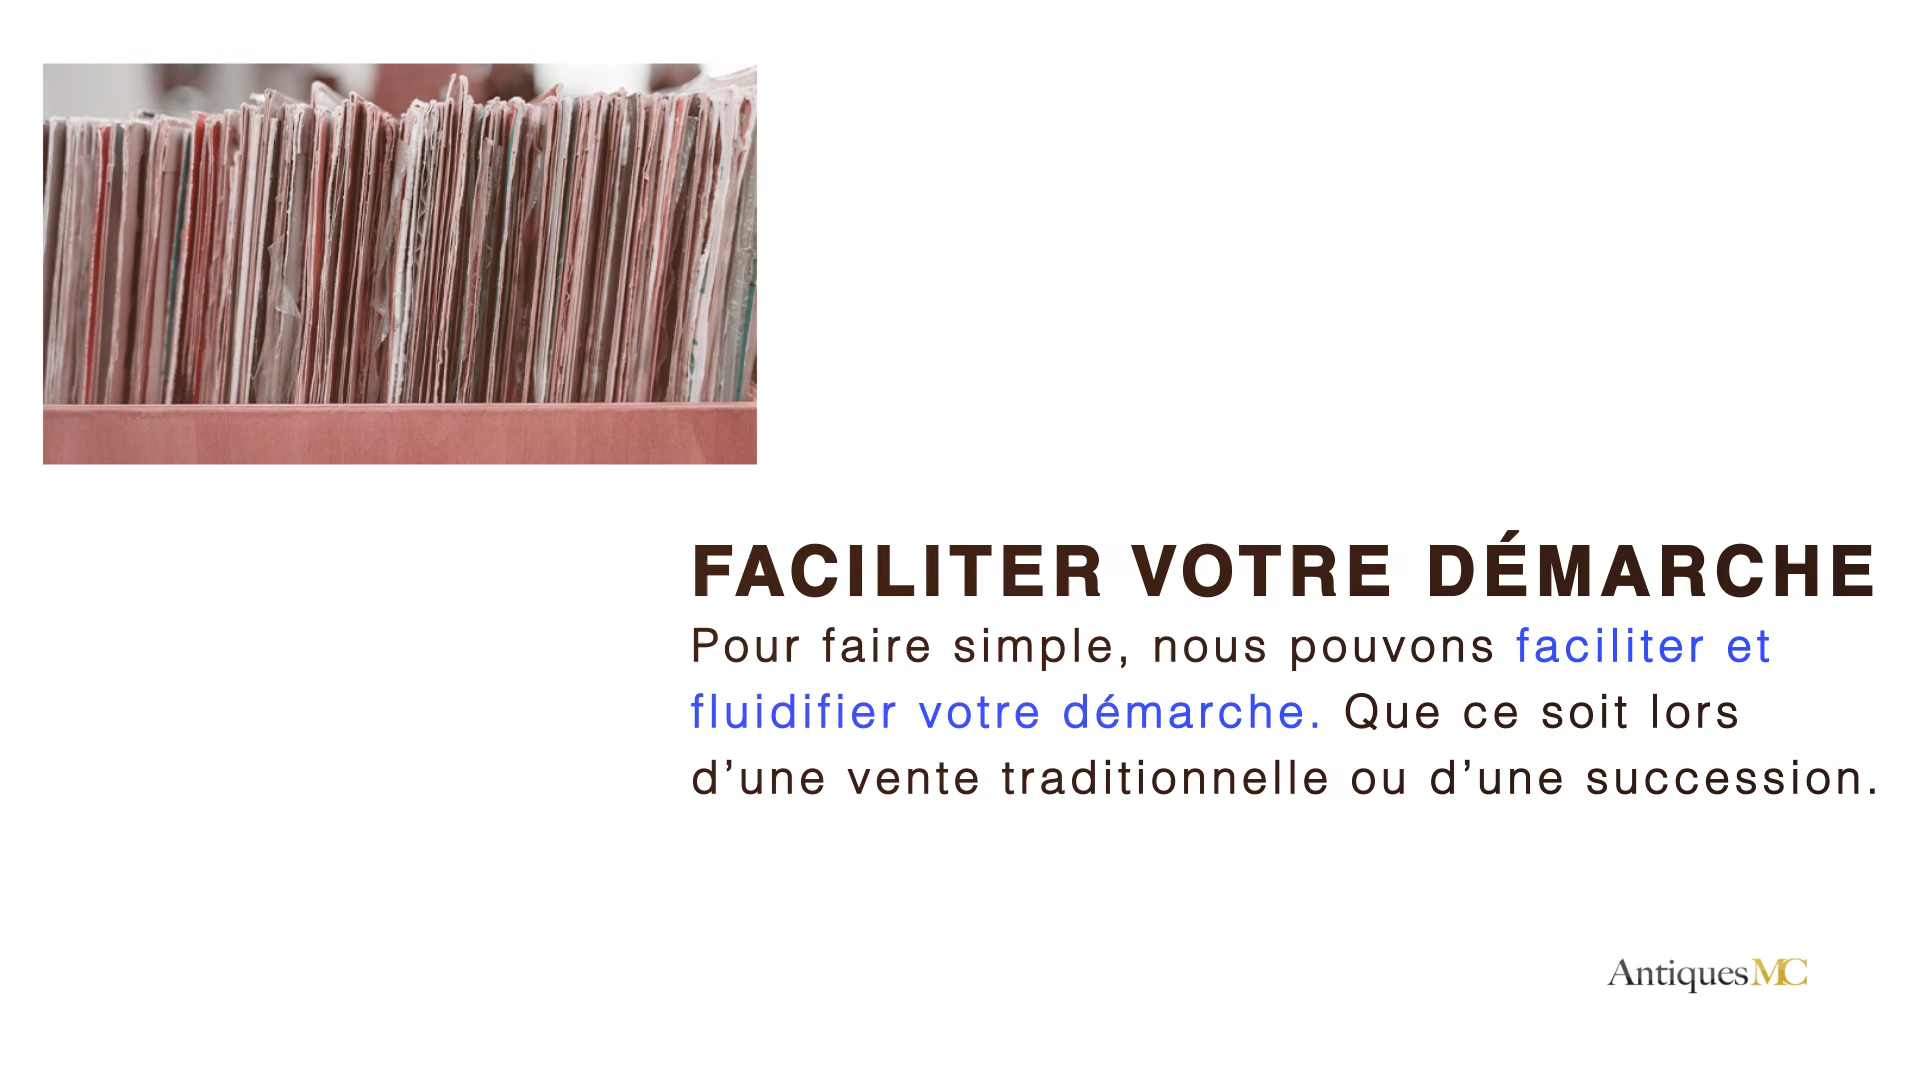 FACILITER VOTRE DÉMARCHE
Pour faire simple, nous pouvons faciliter et
fluidifier votre démarche. Que ce soit lors
d’une vente traditionnelle ou d’une succession.
AntiquesMC